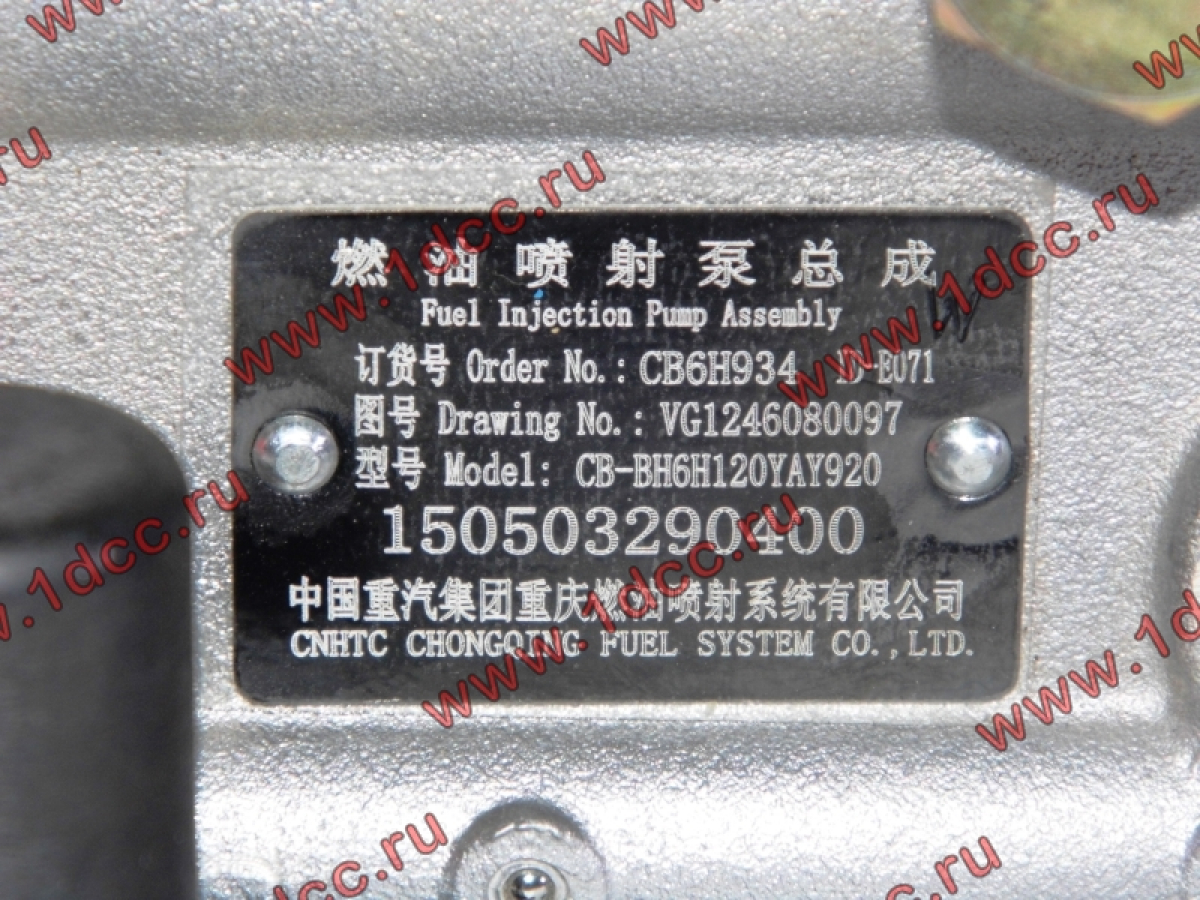 燃油喷射泵总成
Fuel Injection Pump Assembly
订货号 Order No.: CB6H934 D-E071
图号 Drawing No.: VG1246080097
型号 Model: CB-BH6H120YAY920
150503290400
中国重汽集团重庆燃油喷射系统有限公司
CNHTC CHONGQING FUEL SYSTEM CO.,LTD.
www.1dcc.ru